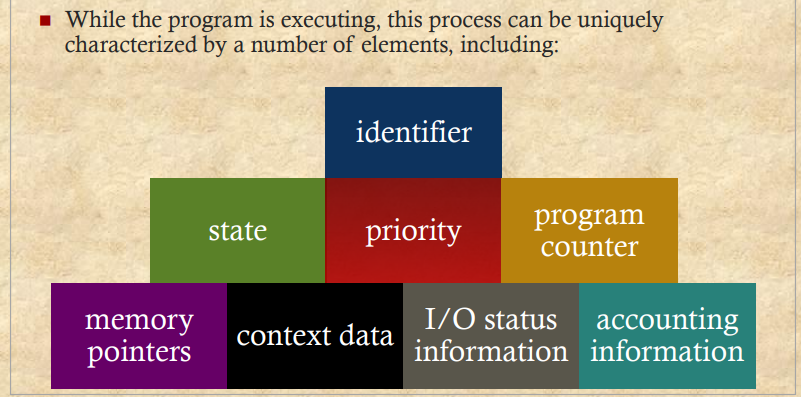 While the program is executing, this process can be uniquely
characterized by a number of elements, including:
identifier
state
priority
program
counter
memory
pointers
context data
I/O status
information
accounting
information